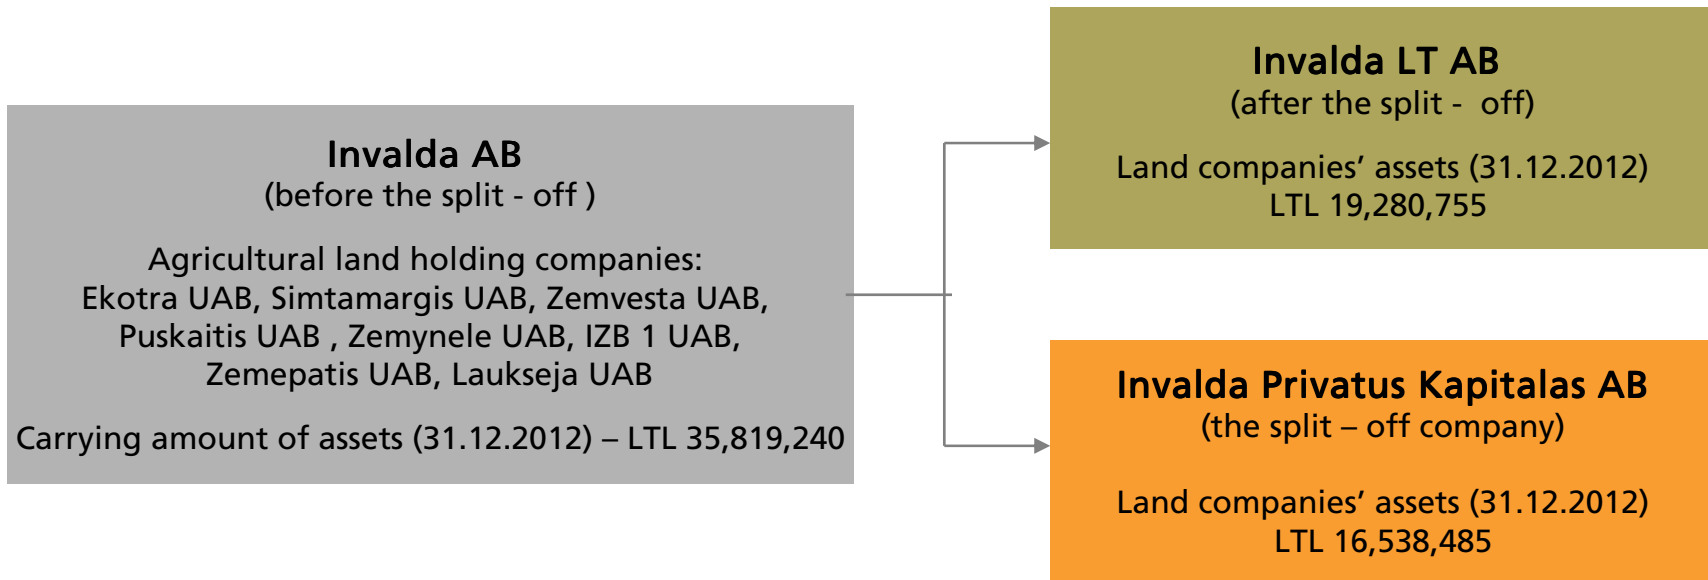 Invalda AB
(before the split - off )
Agricultural land holding companies:
Ekotra UAB, Simtamargis UAB, Zemvesta UAB,
Puskaitis UAB , Zemynele UAB, IZB 1 UAB,
Zemepatis UAB, Laukseja UAB
Carrying amount of assets (31.12.2012) – LTL 35,819,240
Invalda LT AB
(after the split -  off)
Land companies’ assets (31.12.2012)
LTL 19,280,755
Invalda Privatus Kapitalas AB
(the split – off company)
Land companies’ assets (31.12.2012)
LTL 16,538,485